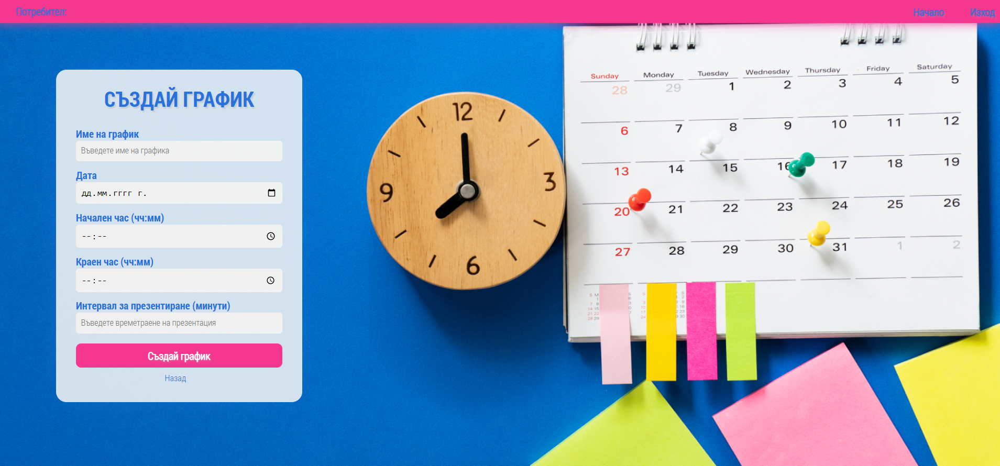 Потребител:
Начало Изход
СЪЗДАЙ ГРАФИК
Име на график
Въведете име на графика
Дата
дд.мм.гггг г.
Начален час (чч:мм)
--:--
Краен час (чч:мм)
--:--
Интервал за презентиране (минути)
Въведете времетраене на презентация
Създай график
Назад
12
3
6
9
Sunday Monday Tuesday Wednesday Thursday Friday Saturday
28 29 1 2 3 4 5
6 7 8 9 10 11 12
13 14 15 16 17 18 19
20 21 22 23 24 25 26
27 28 29 30 31 1 2